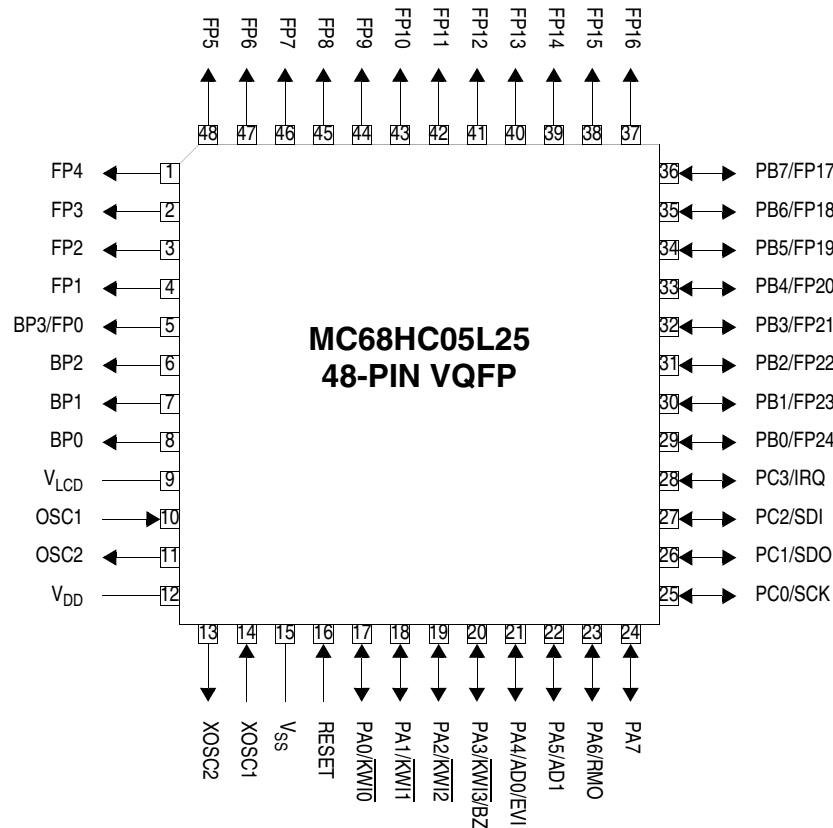 FP5 FP6 FP7 FP8 FP9 FP10 FP11 FP12 FP13 FP14 FP15 FP16
48 47 46 45 44 43 42 41 40 39 38 37
FP4 1 36 PB7/FP17
FP3 2 35 PB6/FP18
FP2 3 34 PB5/FP19
FP1 4 33 PB4/FP20
BP3/FP0 5 32 PB3/FP21
MC68HC05L25
BP2 6 31 PB2/FP22
48-PIN VQFP
BP1 7 30 PB1/FP23
BP0 8 29 PB0/FP24
VLCD 9 28 PC3/IRQ
OSC1 10 27 PC2/SDI
OSC2 11 26 PC1/SDO
VDD 12 25 PC0/SCK
13 14 15 16 17 18 19 20 21 22 23 24
XOSC2 XOSC1 VSS RESET PA0/KWI0 PA1/KWI1 PA2/KWI2 PA3/KWI3/BZ PA4/AD0/EVI PA5/AD1 PA6/RMO PA7